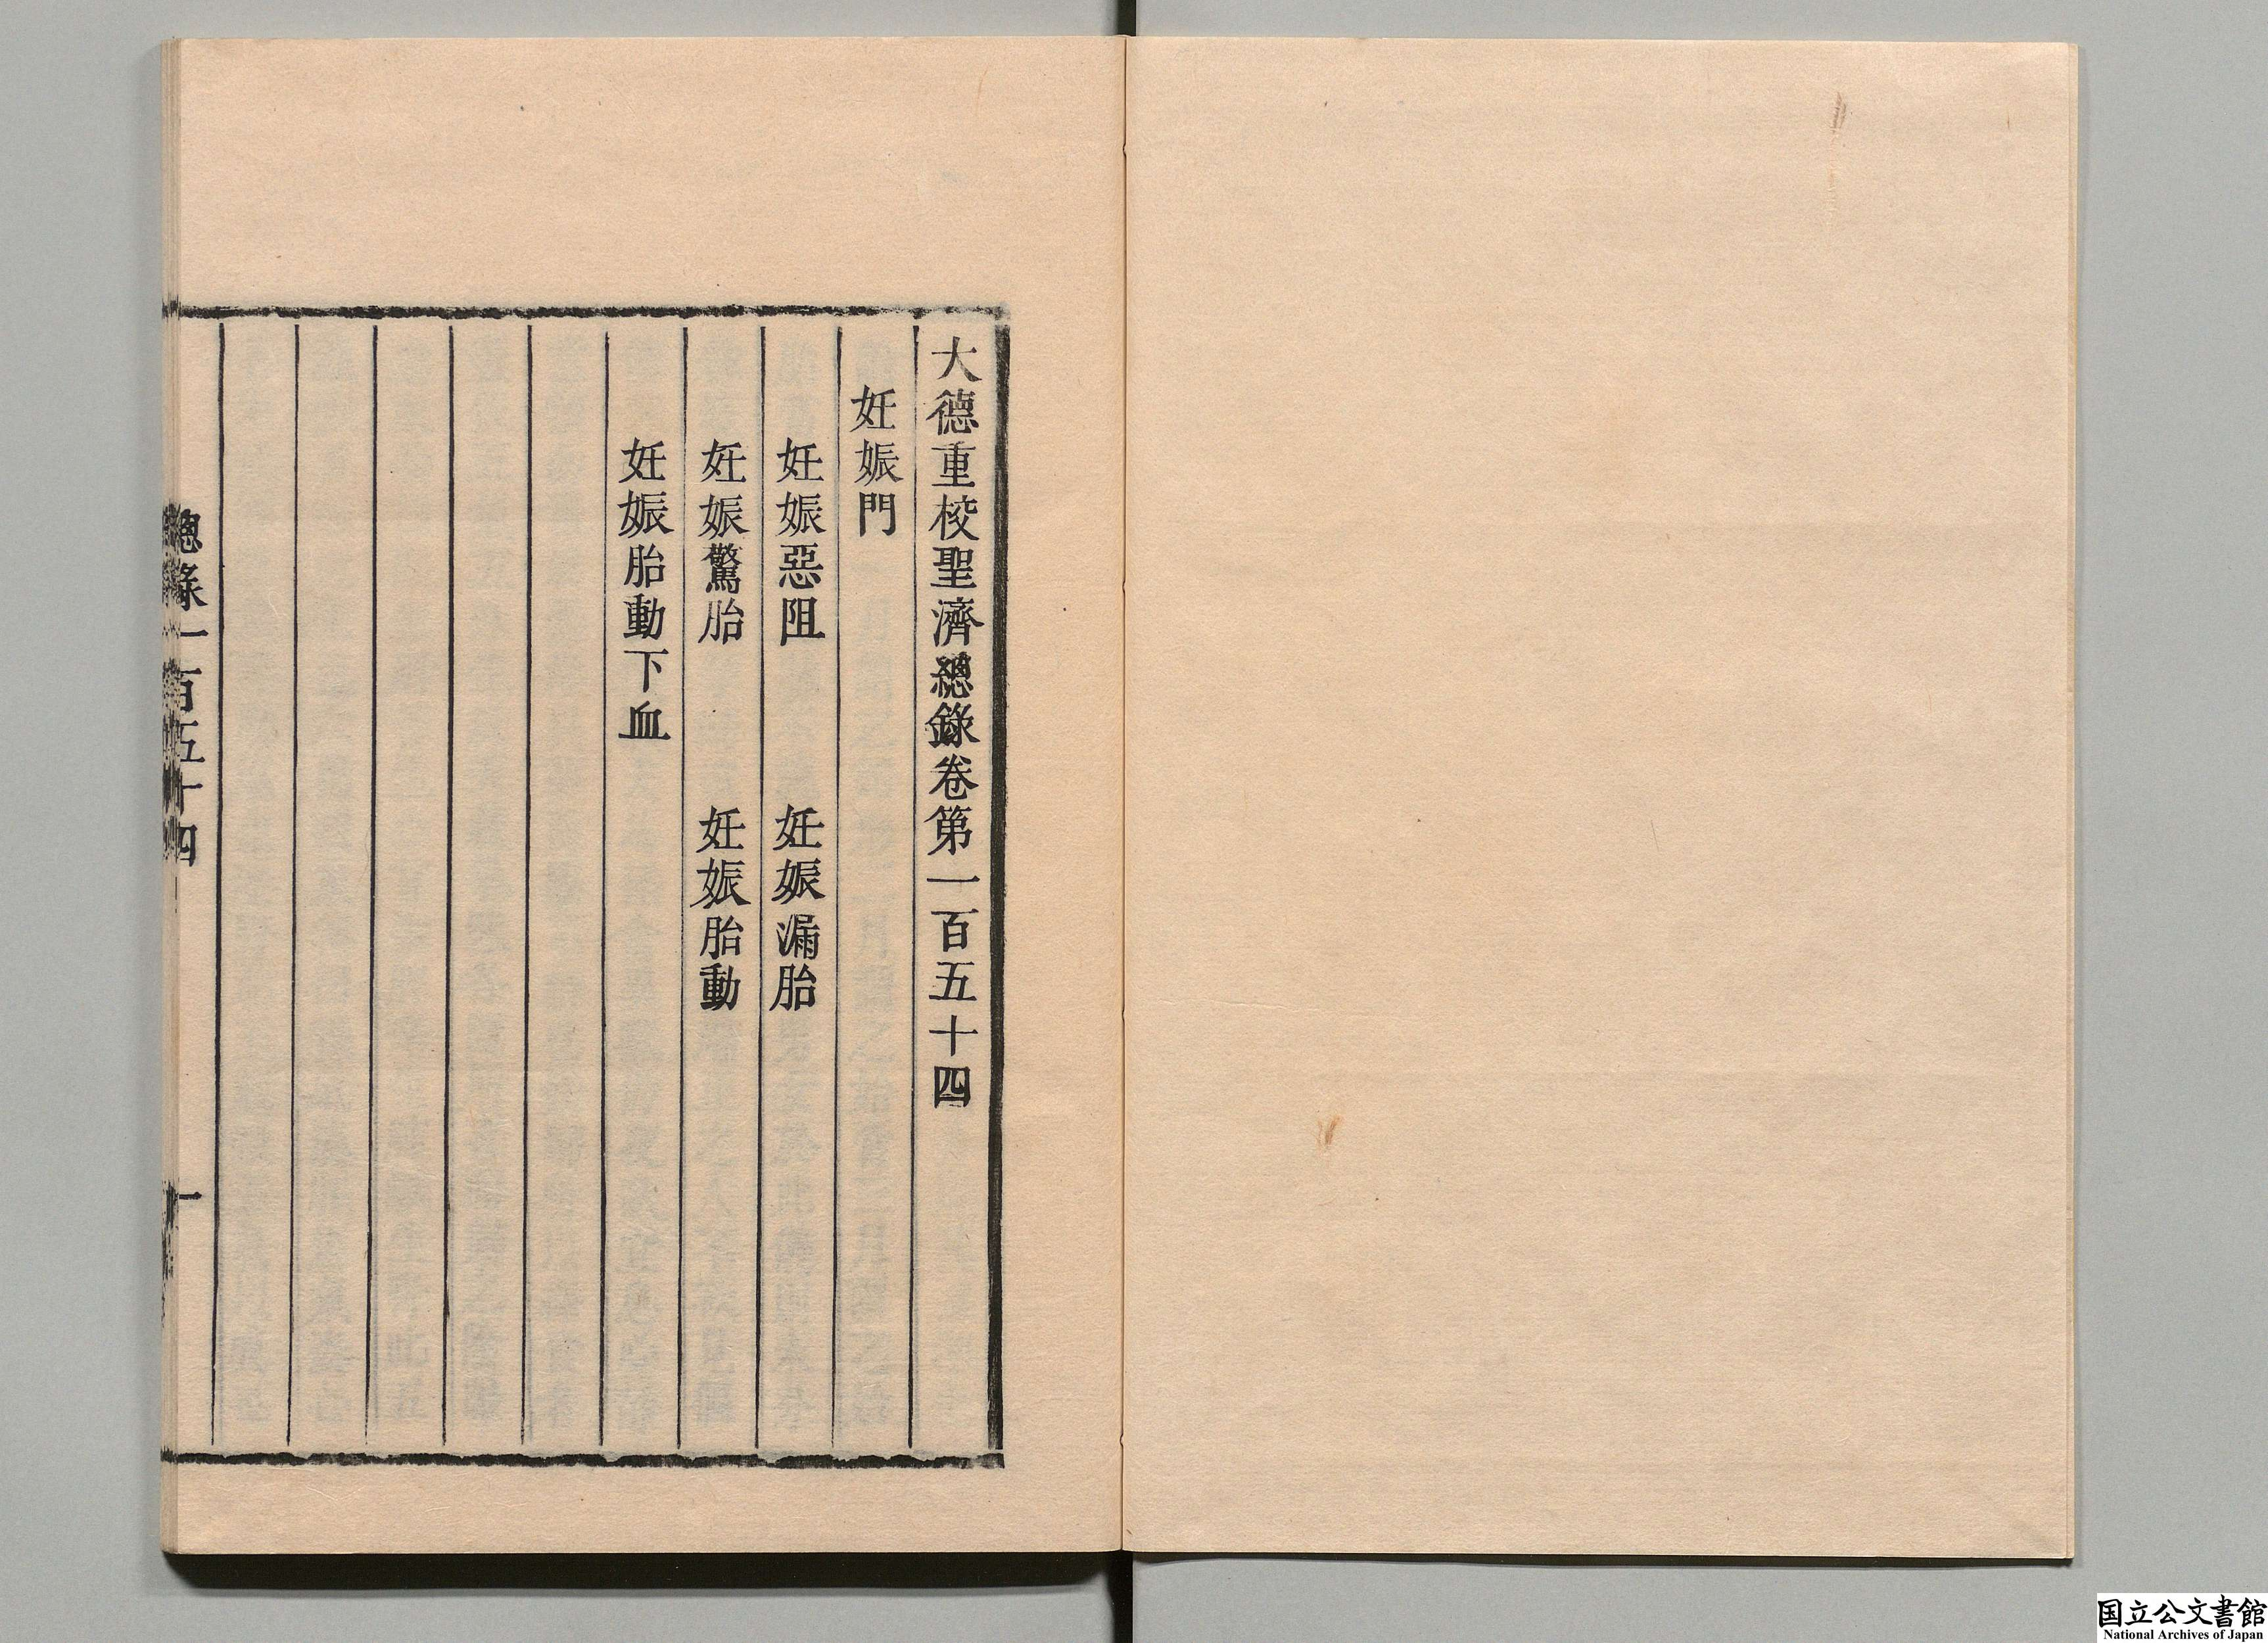 大德重校聖濟總錄卷第一百五十四
妊娠門
妊娠惡阻　妊娠漏胎
妊娠驚胎　妊娠胎動
妊娠胎動下血
總錄一百五十四　一
国立公文書館
National Archives of Japan